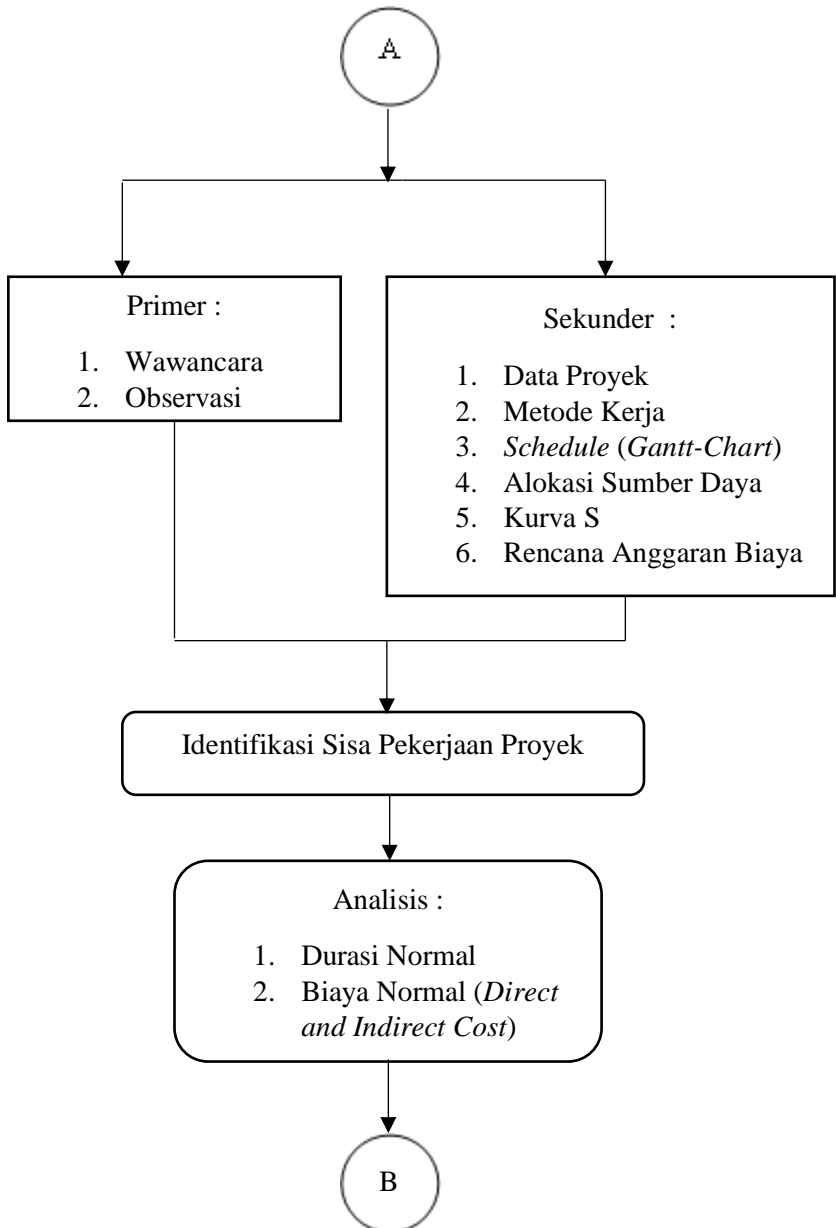 A
Primer :
1. Wawancara
2. Observasi
Sekunder :
1. Data Proyek
2. Metode Kerja
3. Schedule (Gantt-Chart)
4. Alokasi Sumber Daya
5. Kurva S
6. Rencana Anggaran Biaya
Identifikasi Sisa Pekerjaan Proyek
Analisis :
1. Durasi Normal
2. Biaya Normal (Direct
and Indirect Cost)
B